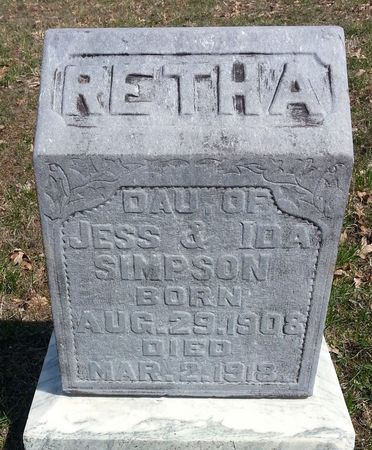 RETHA
DAU. OF
JESS & IDA
SIMPSON
BORN
AUG. 29, 1908
DIED
MAR. 2, 1918.